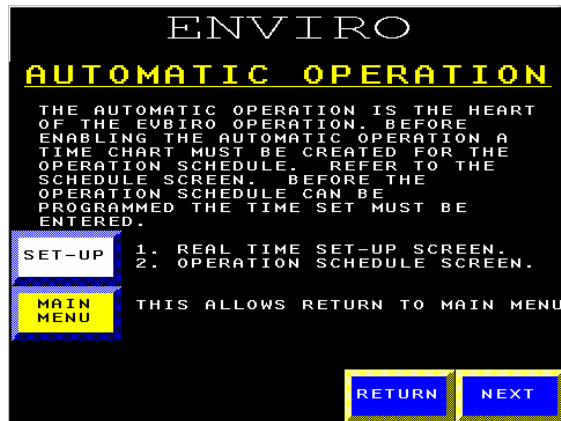 ENVIRO
AUTOMATIC OPERATION
THE AUTOMATIC OPERATION IS THE HEART
OF THE EVBIRO OPERATION. BEFORE
ENABLING THE AUTOMATIC OPERATION A
TIME CHART MUST BE CREATED FOR THE
OPERATION SCHEDULE. REFER TO THE
SCHEDULE SCREEN. BEFORE THE
OPERATION SCHEDULE CAN BE
PROGRAMMED THE TIME SET MUST BE
ENTERED.
SET-UP
1. REAL TIME SET-UP SCREEN.
2. OPERATION SCHEDULE SCREEN.
MAIN
MENU
THIS ALLOWS RETURN TO MAIN MENU
RETURN
NEXT